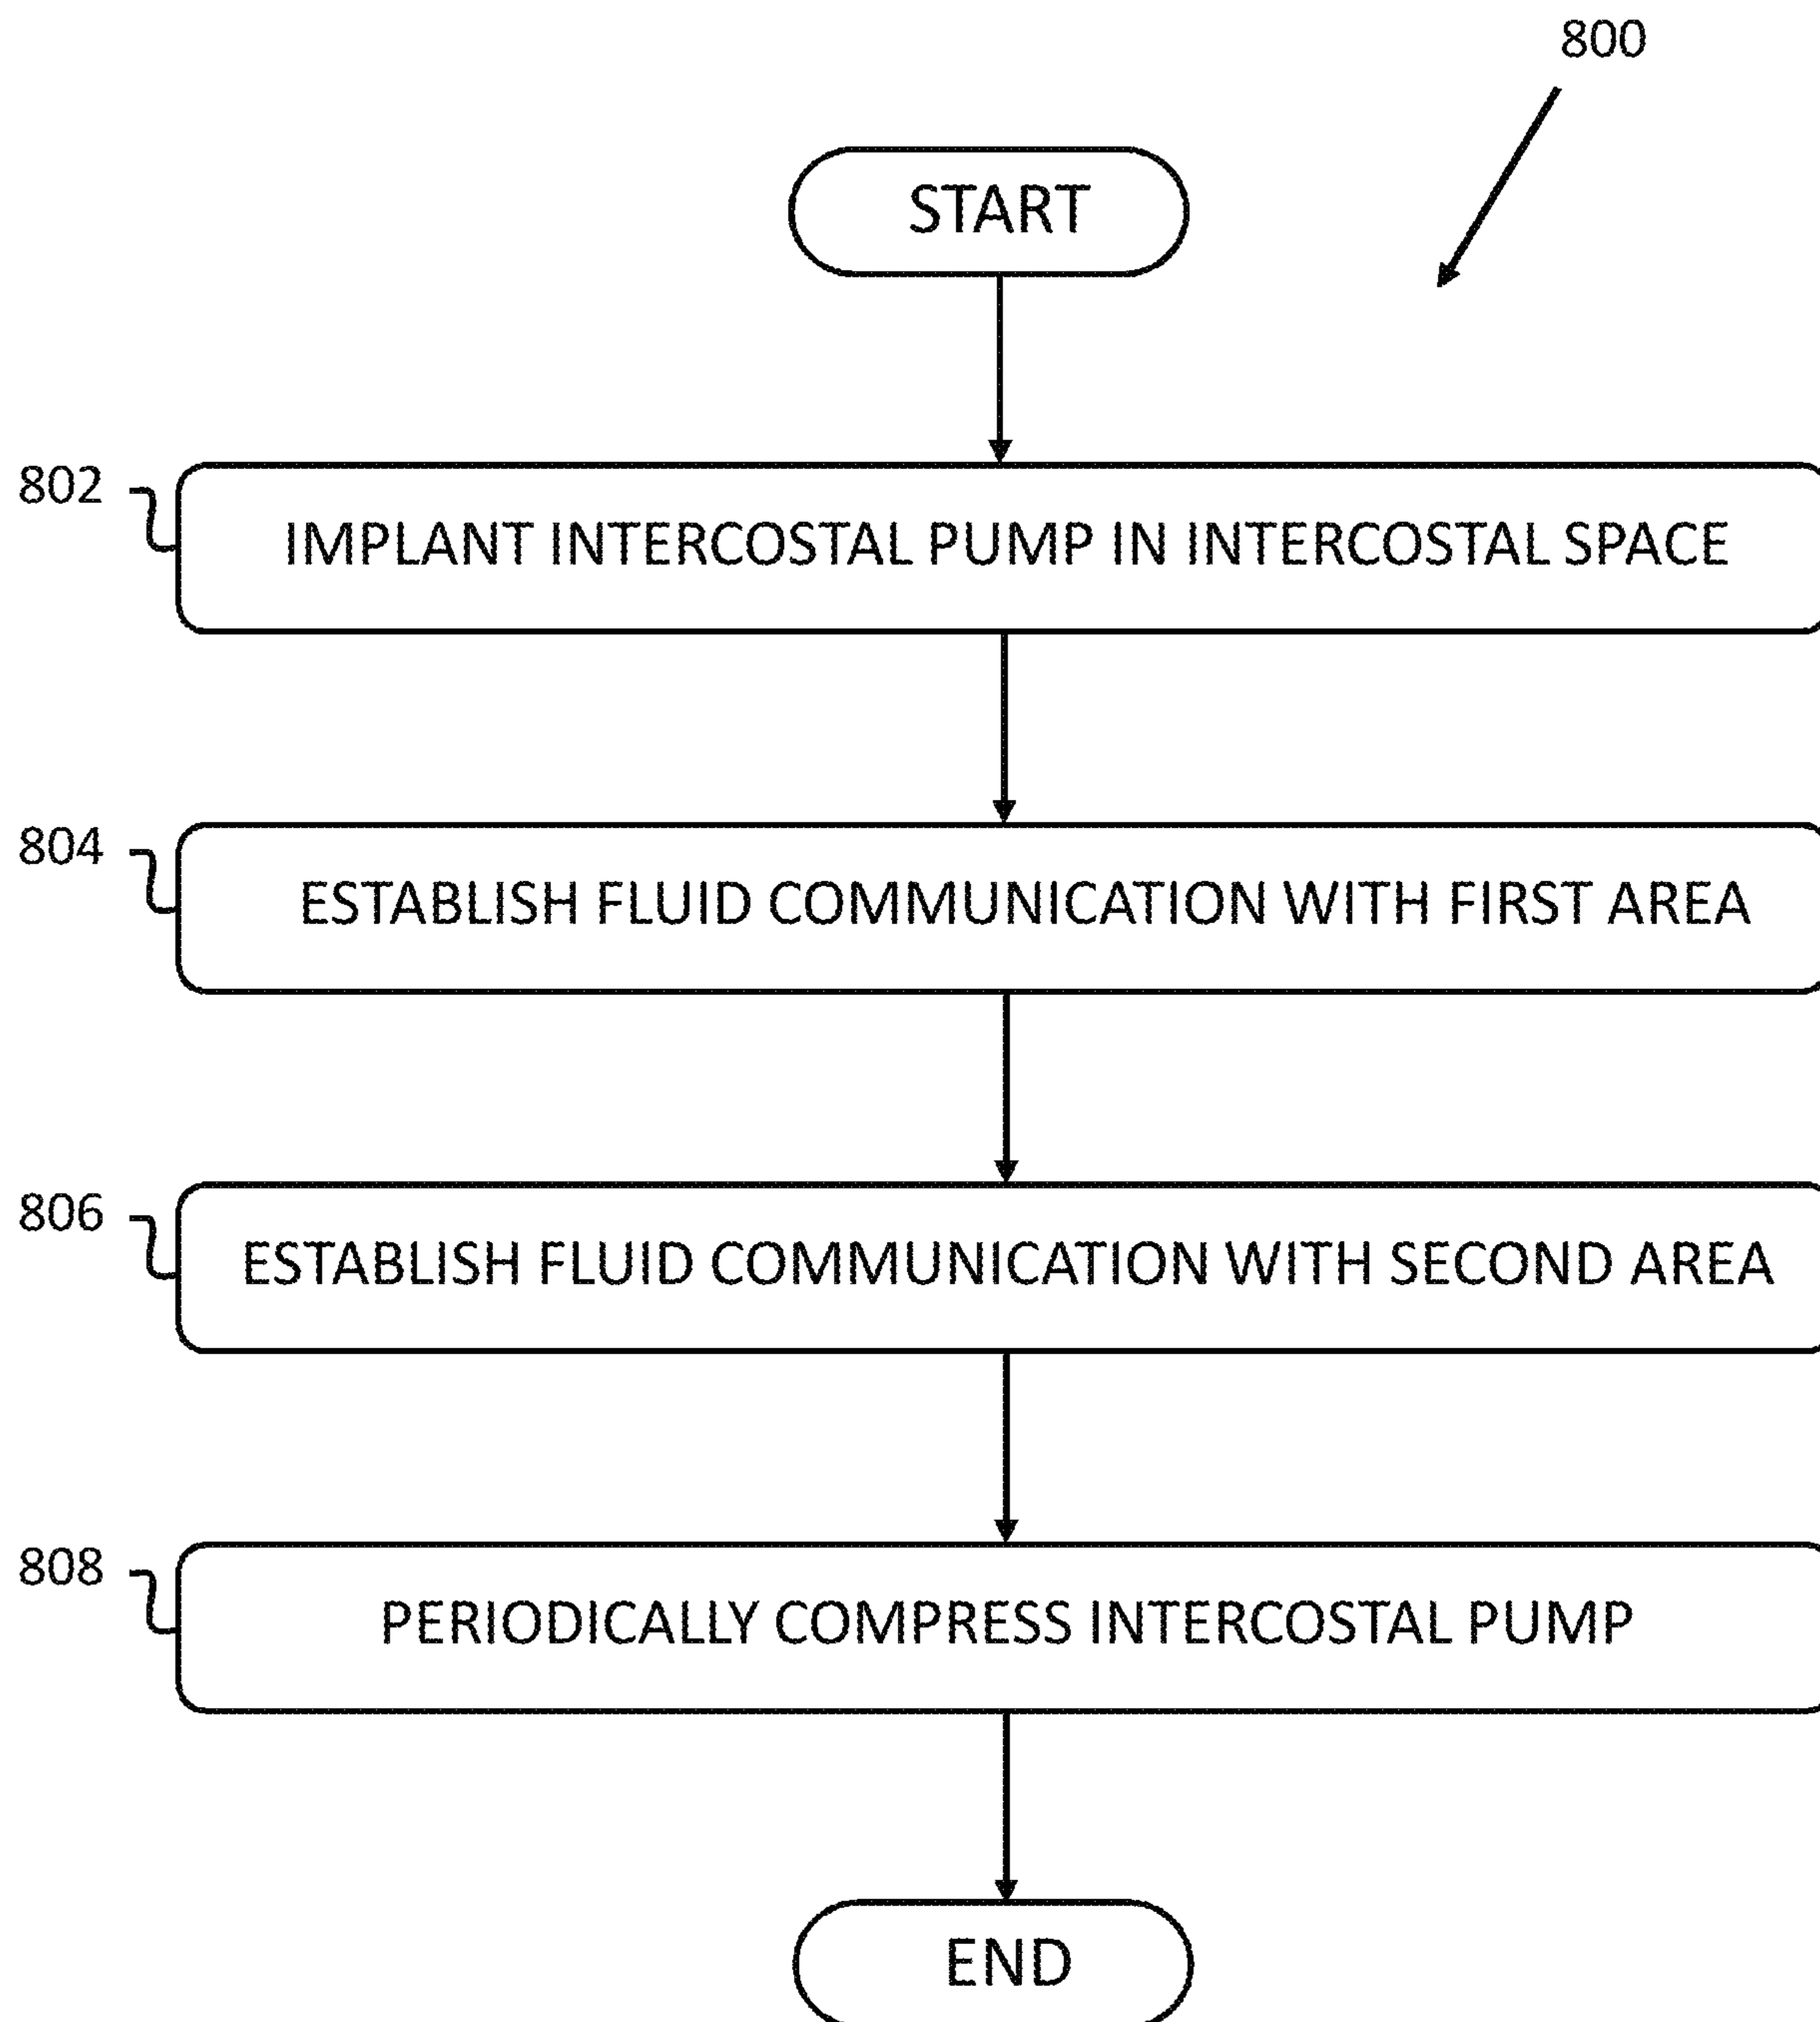 800
START
802
IMPLANT INTERCOSTAL PUMP IN INTERCOSTAL SPACE
804
ESTABLISH FLUID COMMUNICATION WITH FIRST AREA
806
ESTABLISH FLUID COMMUNICATION WITH SECOND AREA
808
PERIODICALLY COMPRESS INTERCOSTAL PUMP
END